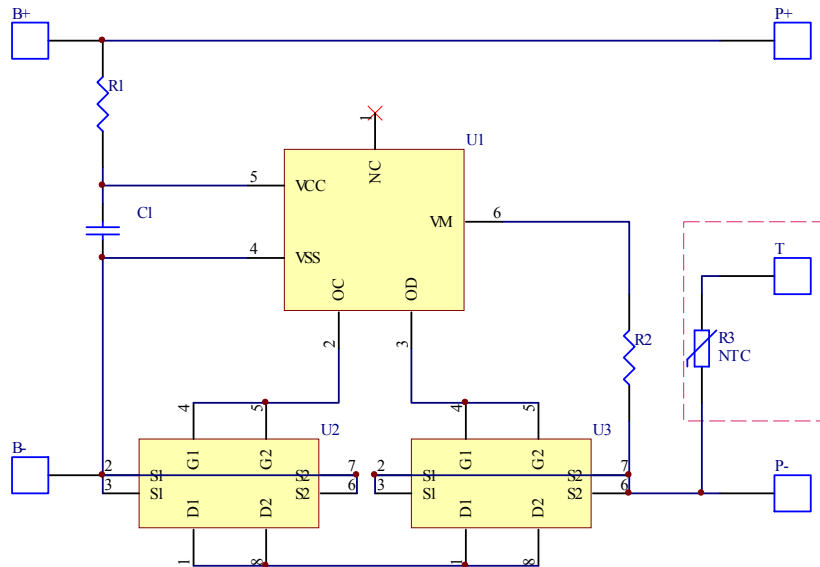 B+
P+
R1
1
U1
NC
5
VCC
C1
VM
6
4
VSS
T
OC
OD
R3
NTC
R2
2
3
4
5
4
5
U2
U3
B-
P-
G1
G2
G1
G2
2
S1
S2
7
2
S1
S2
7
3
S1
S2
6
3
S1
S2
6
D1
D2
D1
D2
1
8
1
8